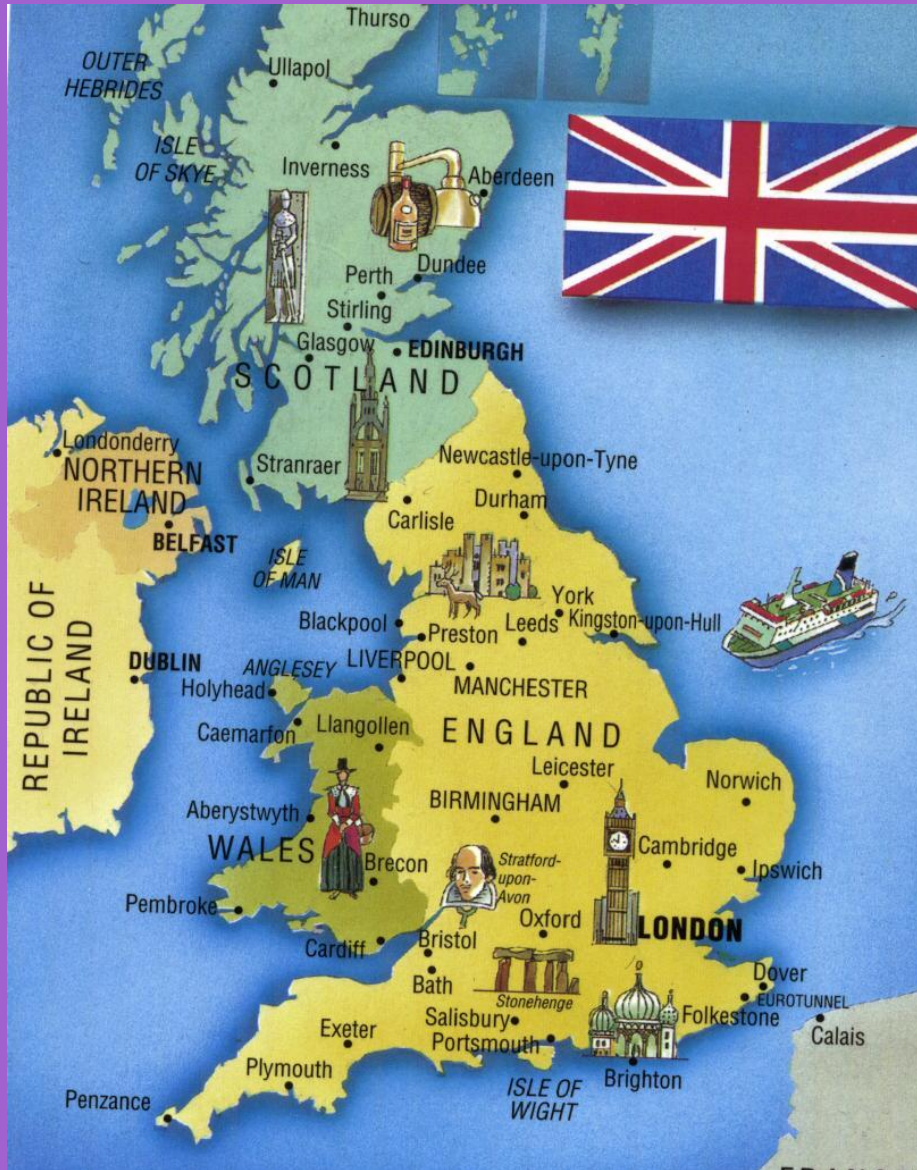 Thurso
OUTER
HEBRIDES
Ullapol
ISLE
OF SKYE
Inverness
Aberdeen
Dundee
Perth
Stirling
Glasgow
EDINBURGH
SCOTLAND
Londonderry
NORTHERN
IRELAND
BELFAST
Stranraer
Newcastle-upon-Tyne
Durham
Carlisle
ISLE
OF MAN
York
Blackpool
Kingston-upon-Hull
Preston
Leeds
REPUBLIC OF
IRELAND
DUBLIN
ANGLESEY
LIVERPOOL
Holyhead
MANCHESTER
Caemarfon
Llangollen
ENGLAND
Leicester
Norwich
BIRMINGHAM
Aberystwyth
WALES
Cambridge
Brecon
Stratford-
upon-
Avon
Ipswich
Pembroke
Oxford
LONDON
Cardiff
Bristol
Bath
Stonehenge
Dover
EUROTUNNEL
Folkestone
Calais
Salisbury
Portsmouth
Exeter
Plymouth
Brighton
ISLE OF
WIGHT
Penzance